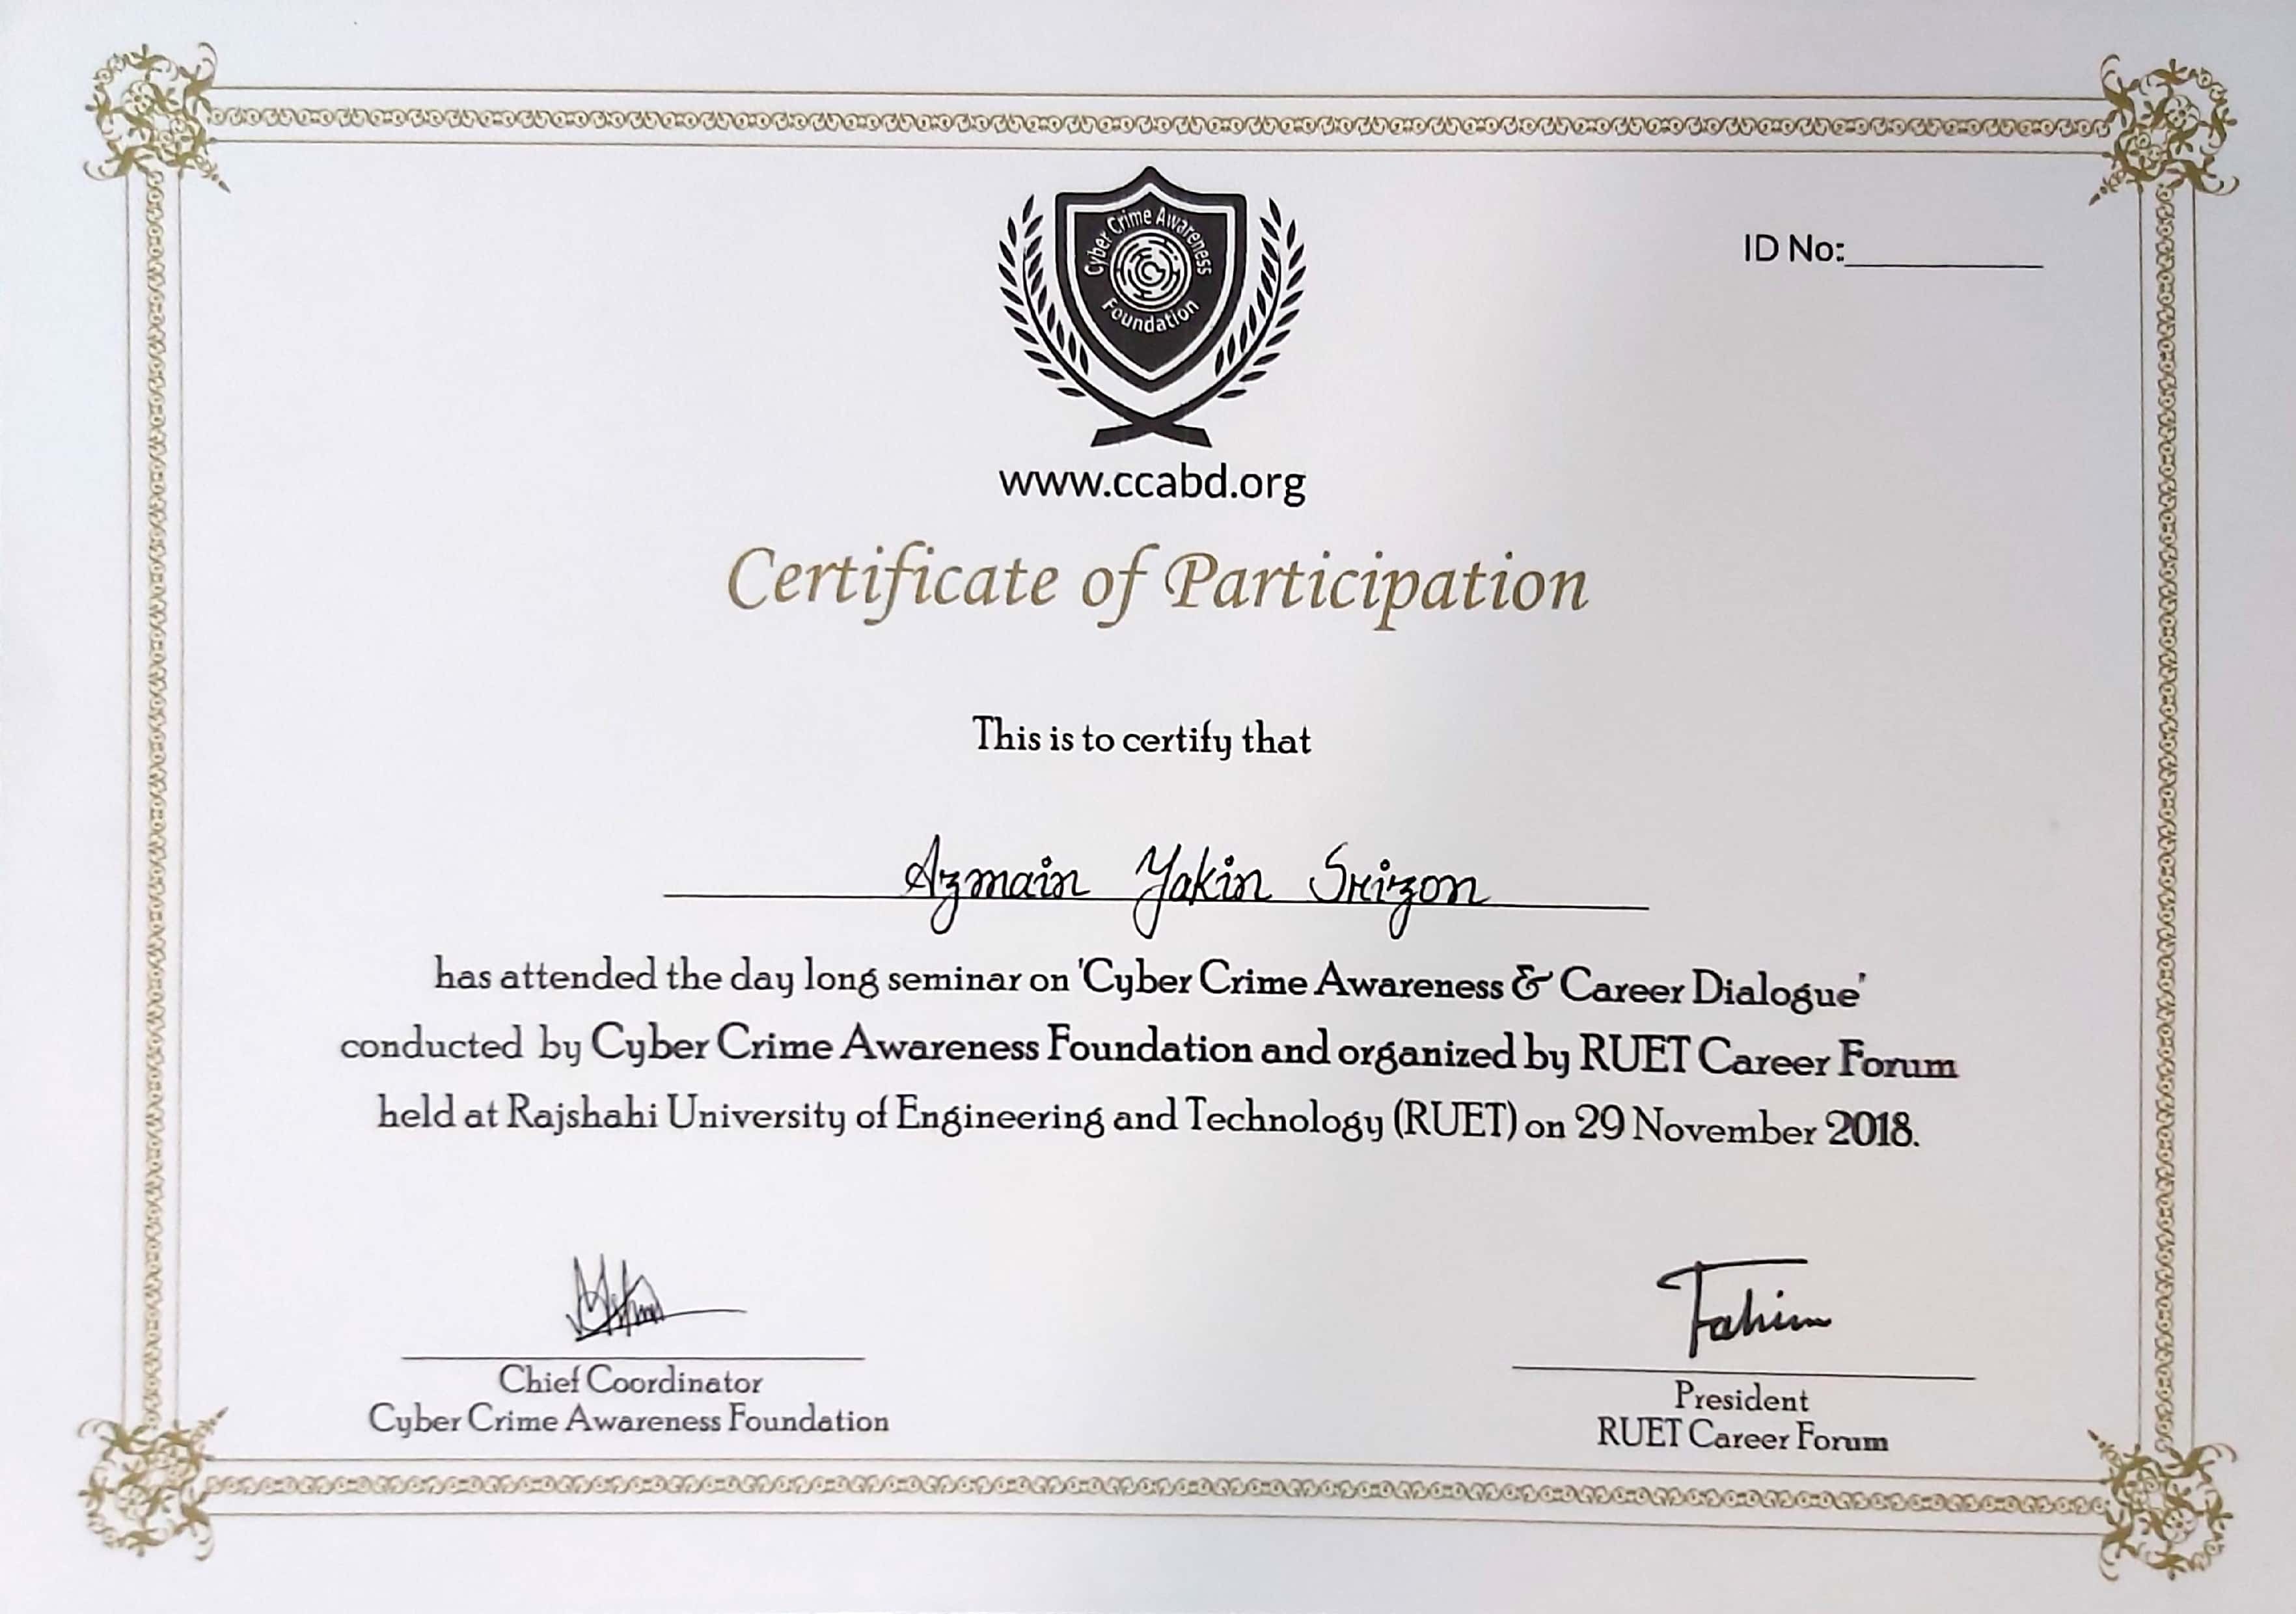 Cyber Crime Awareness
Foundation
ID No:
www.ccabd.org
Certificate of Participation
This is to certify that
Azmain Yakin Srizon
has attended the day long seminar on 'Cyber Crime Awareness & Career Dialogue'
conducted by Cyber Crime Awareness Foundation and organized by RUET Career Forum
held at Rajshahi University of Engineering and Technology (RUET) on 29 November 2018.
Fahim
Chief Coordinator
Cyber Crime Awareness Foundation
President
RUET Career Forum